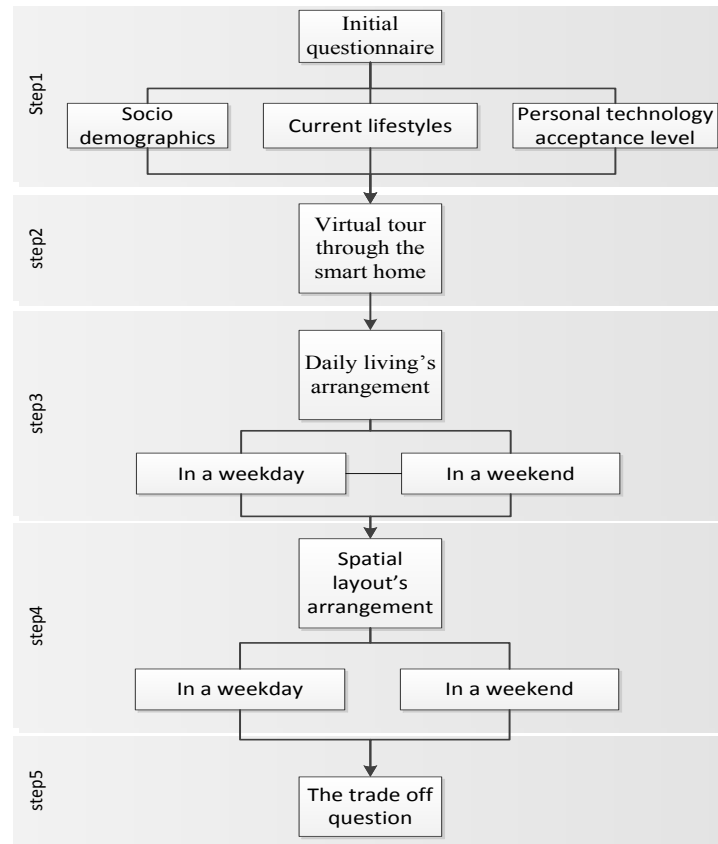 Step1
Initial
questionnaire
Socio
demographics
Current lifestyles
Personal technology
acceptance level
step2
Virtual tour
through the
smart home
step3
Daily living’s
arrangement
In a weekday
In a weekend
step4
Spatial
layout’s
arrangement
In a weekday
In a weekend
step5
The trade off
question